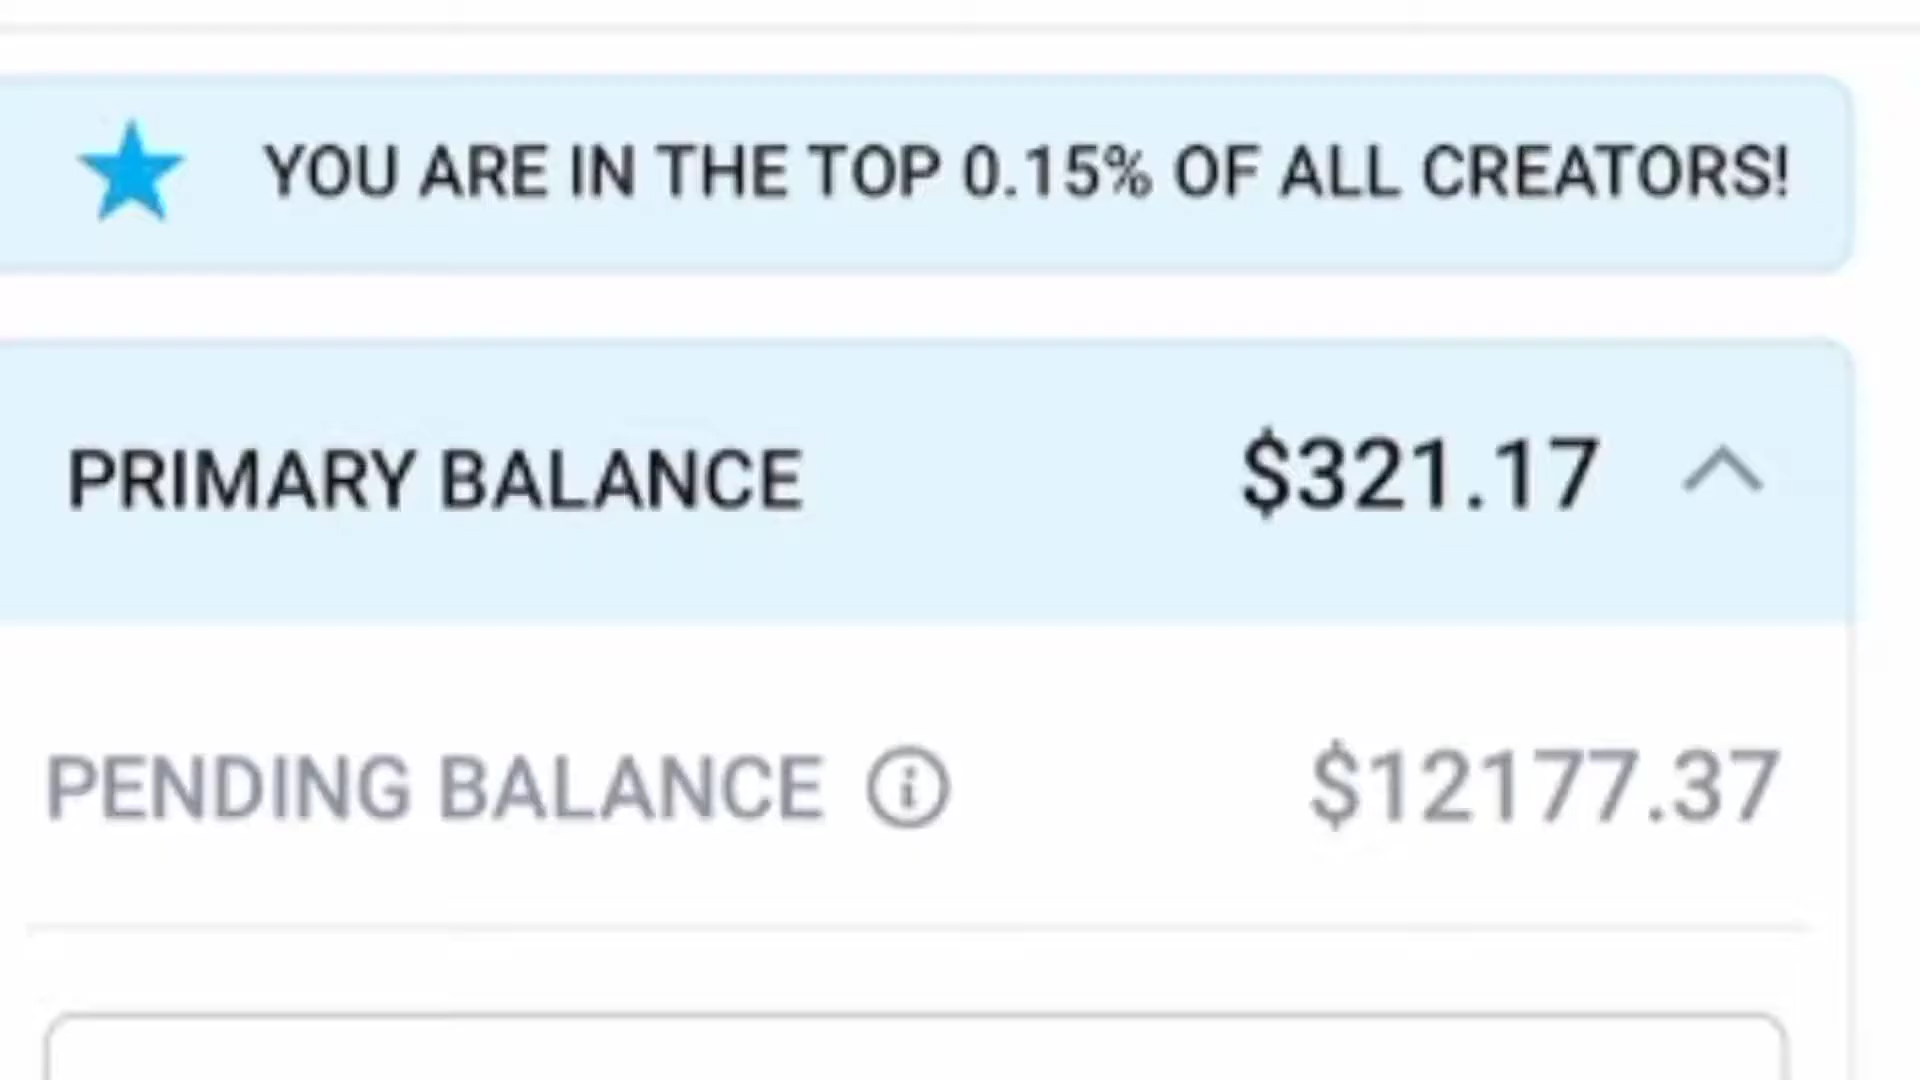 YOU ARE IN THE TOP 0.15% OF ALL CREATORS!
PRIMARY BALANCE $321.17
PENDING BALANCE $12177.37